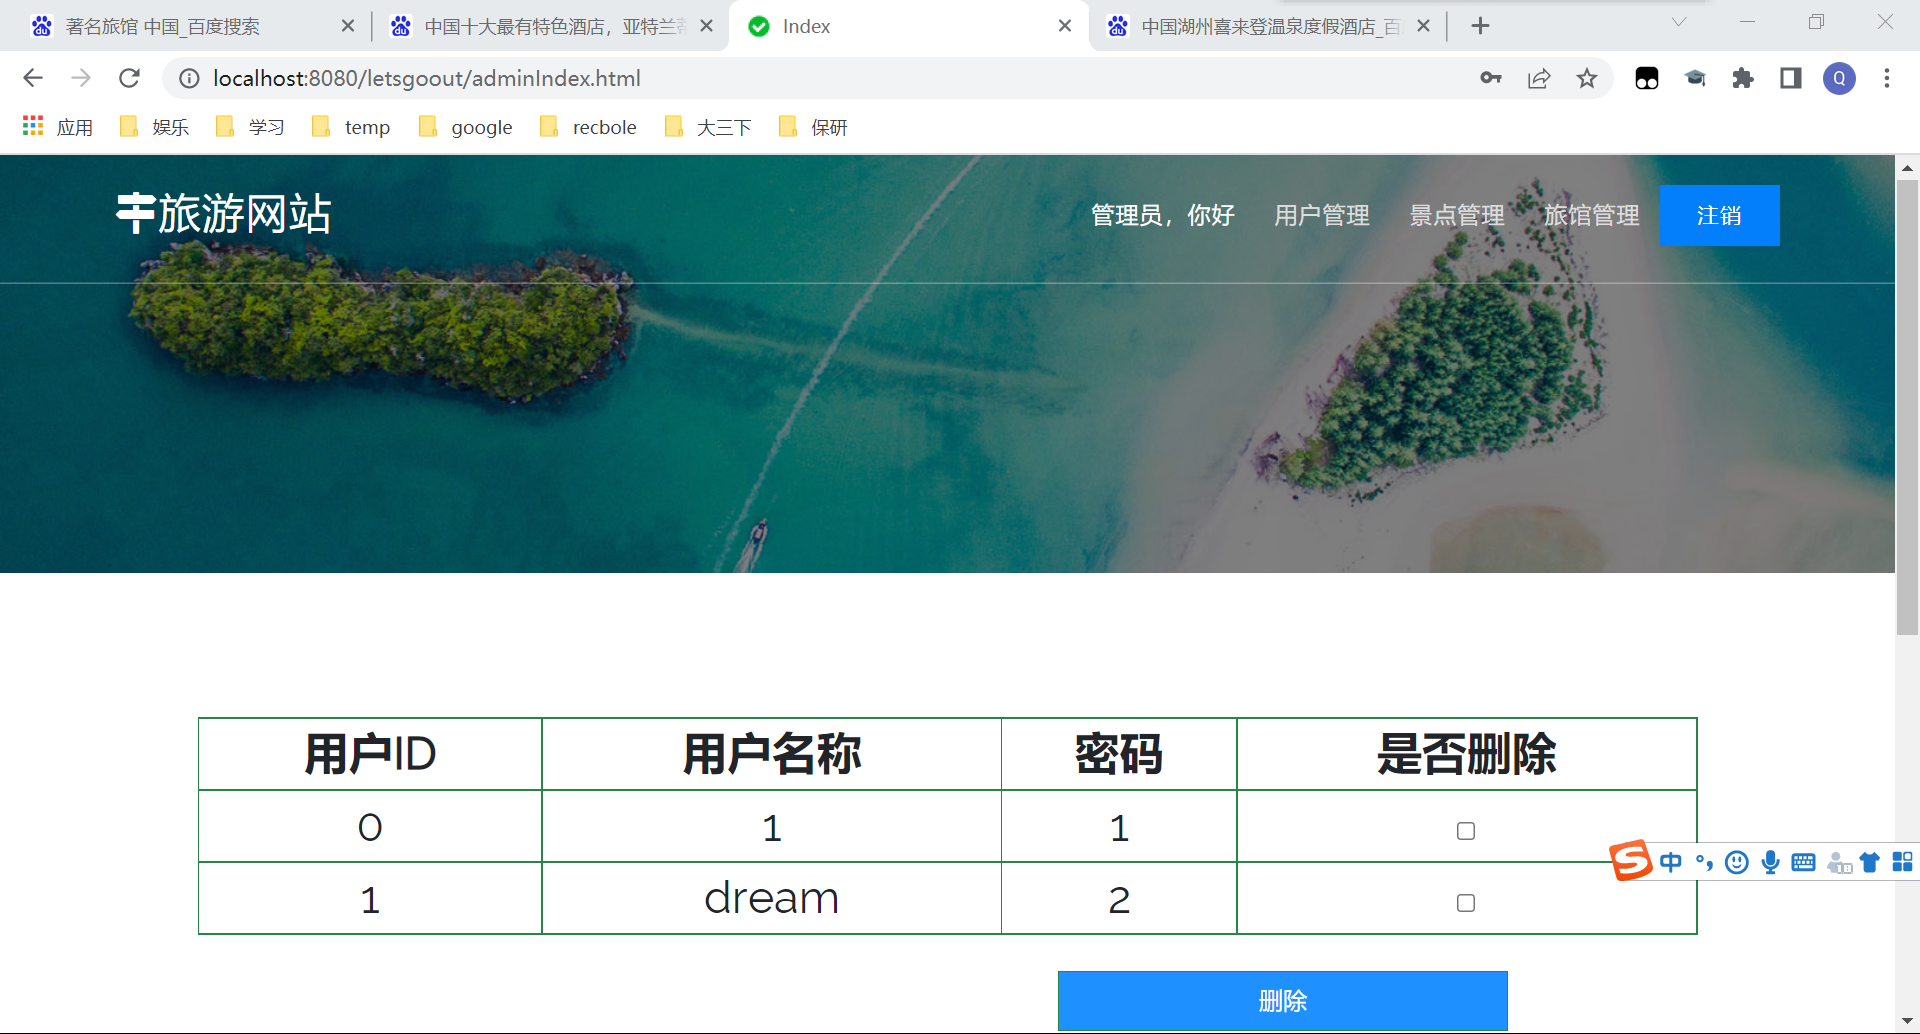 著名旅馆 中国_百度搜索
中国十大最有特色酒店，亚特兰蒂
Index
中国湖州喜来登温泉度假酒店_百
localhost:8080/letsgoout/adminIndex.html
Q
应用 娱乐 学习 temp google recbole 大三下 保研
旅游网站
管理员，你好 用户管理 景点管理 旅馆管理 注销
用户ID 用户名称 密码 是否删除
0 1 1
1 dream 2
中
删除